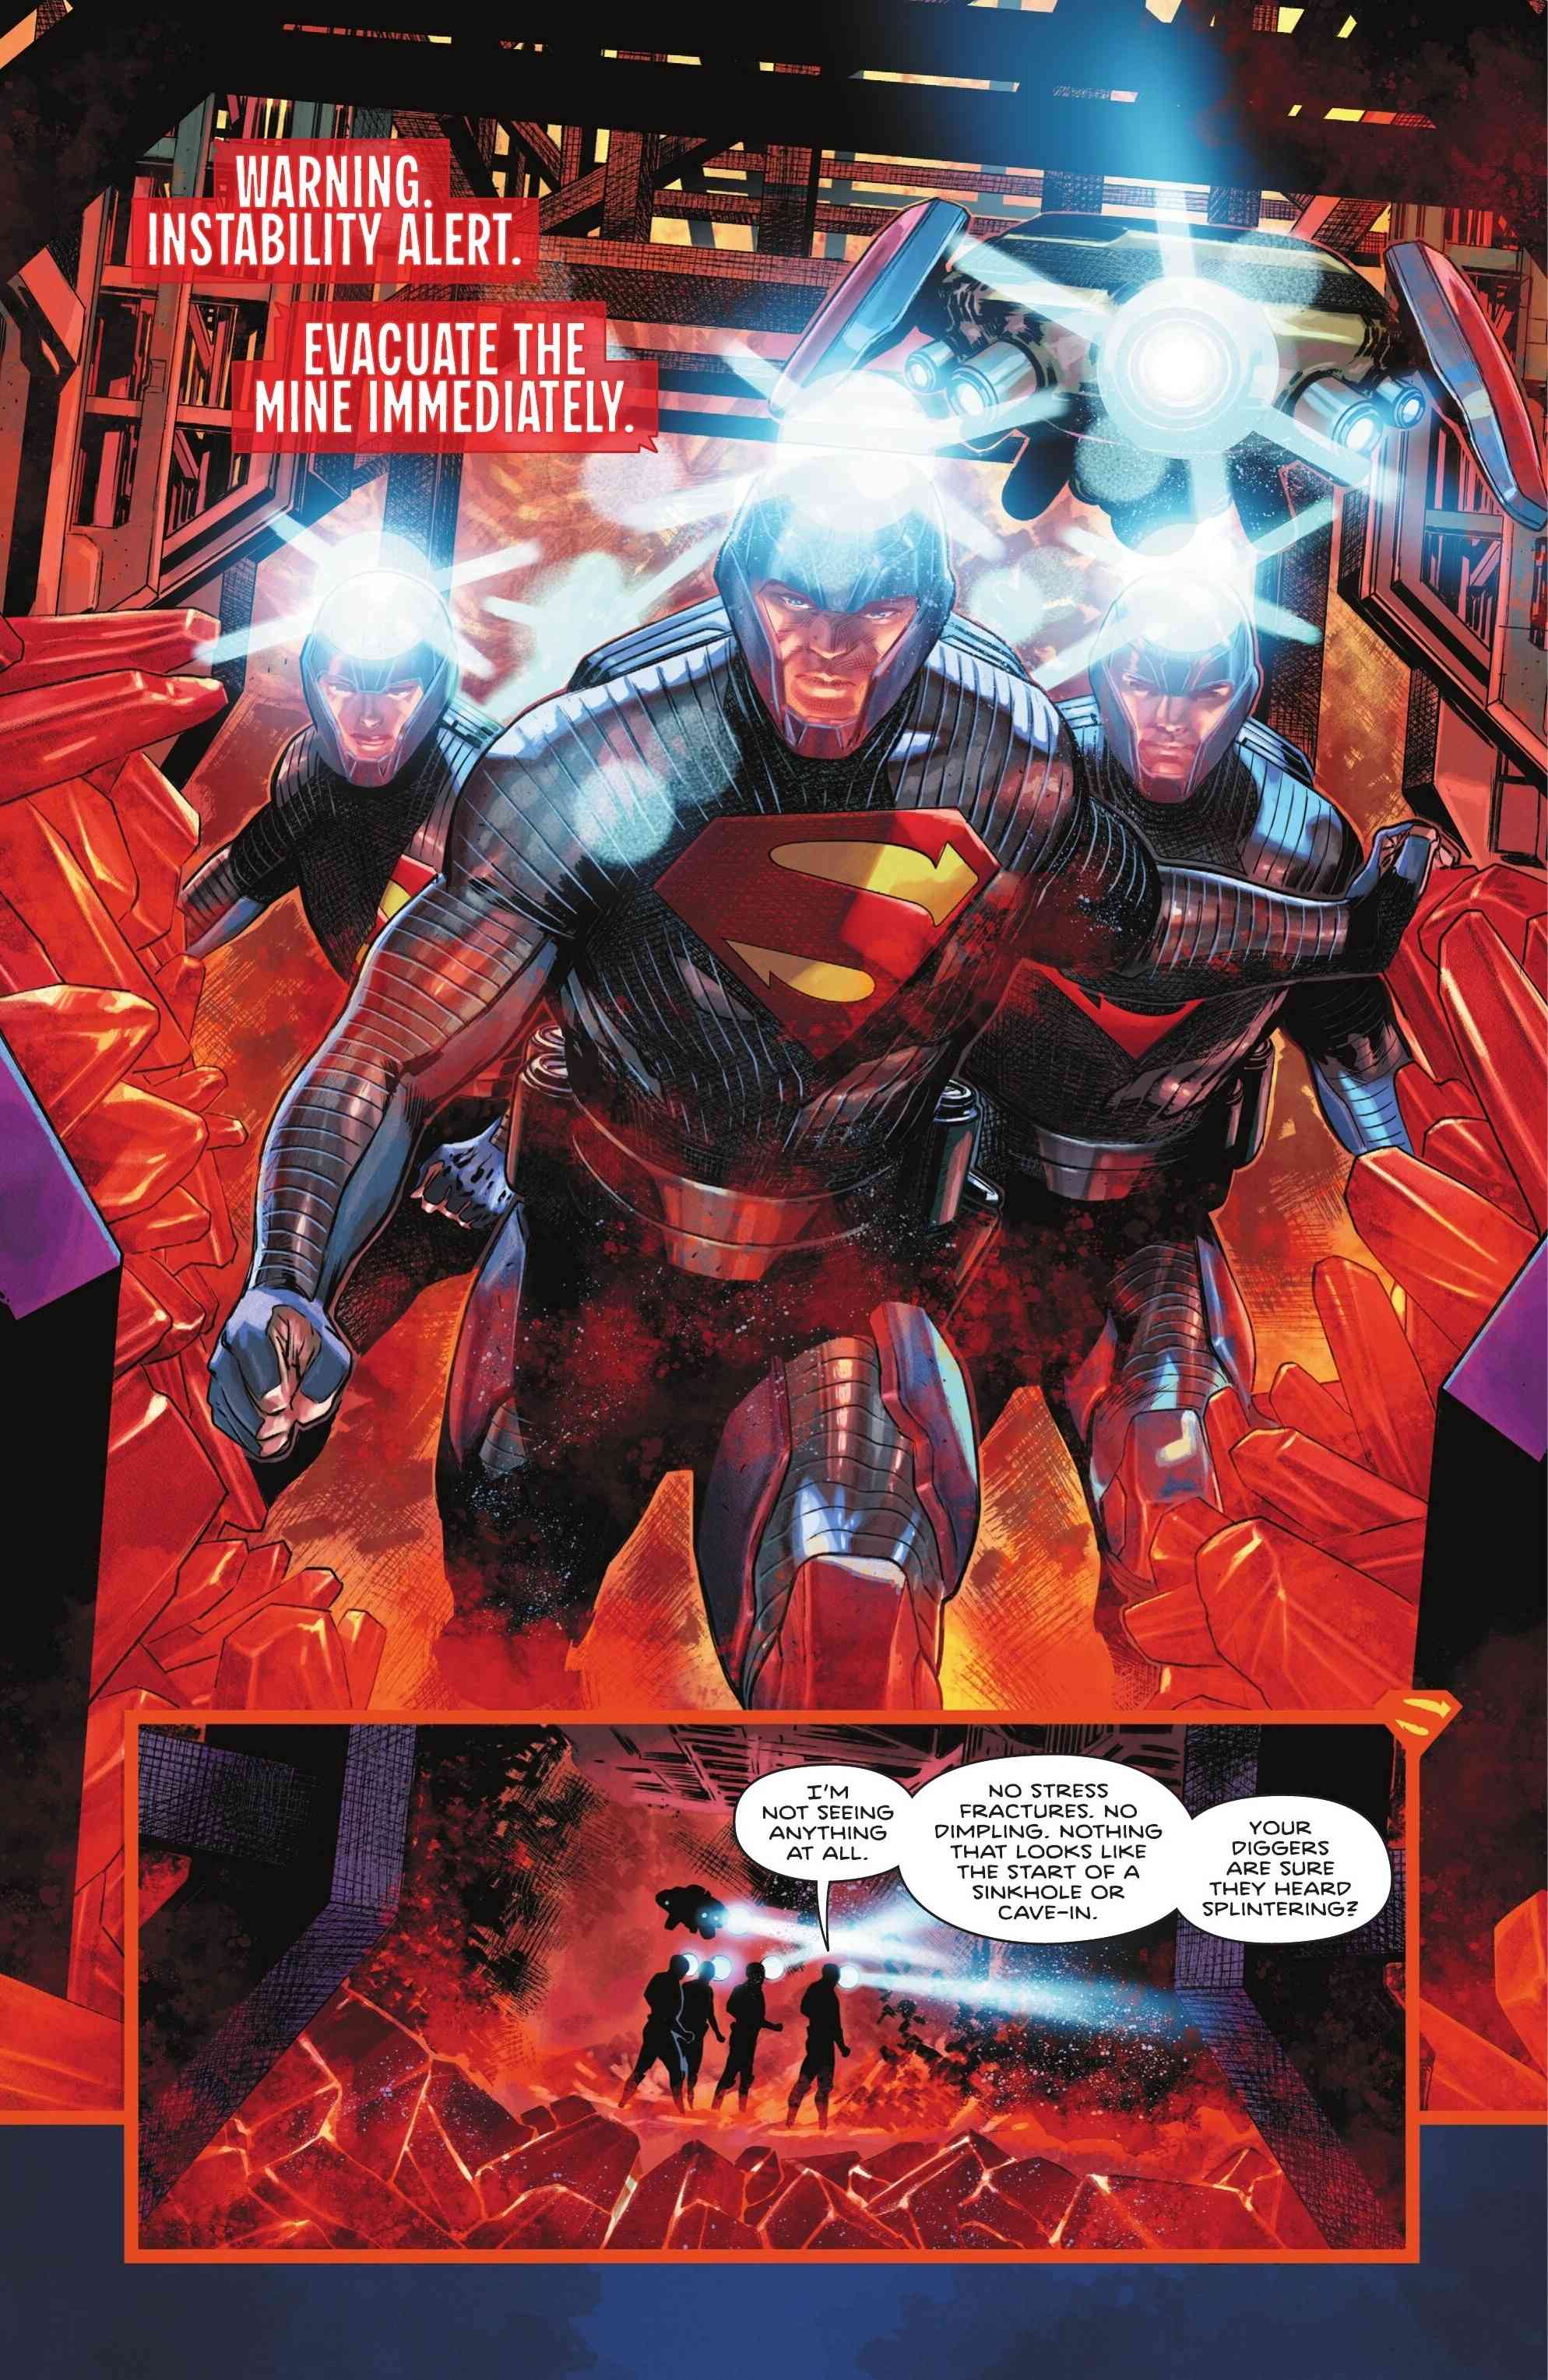 WARNING.
INSTABILITY ALERT.
EVACUATE THE
MINE IMMEDIATELY.
I'M
NOT SEEING
ANYTHING
AT ALL.
NO STRESS
FRACTURES. NO
DIMPLING. NOTHING
THAT LOOKS LIKE
THE START OF A
SINKHOLE OR
CAVE-IN.
YOUR
DIGGERS
ARE SURE
THEY HEARD
SPLINTERING?